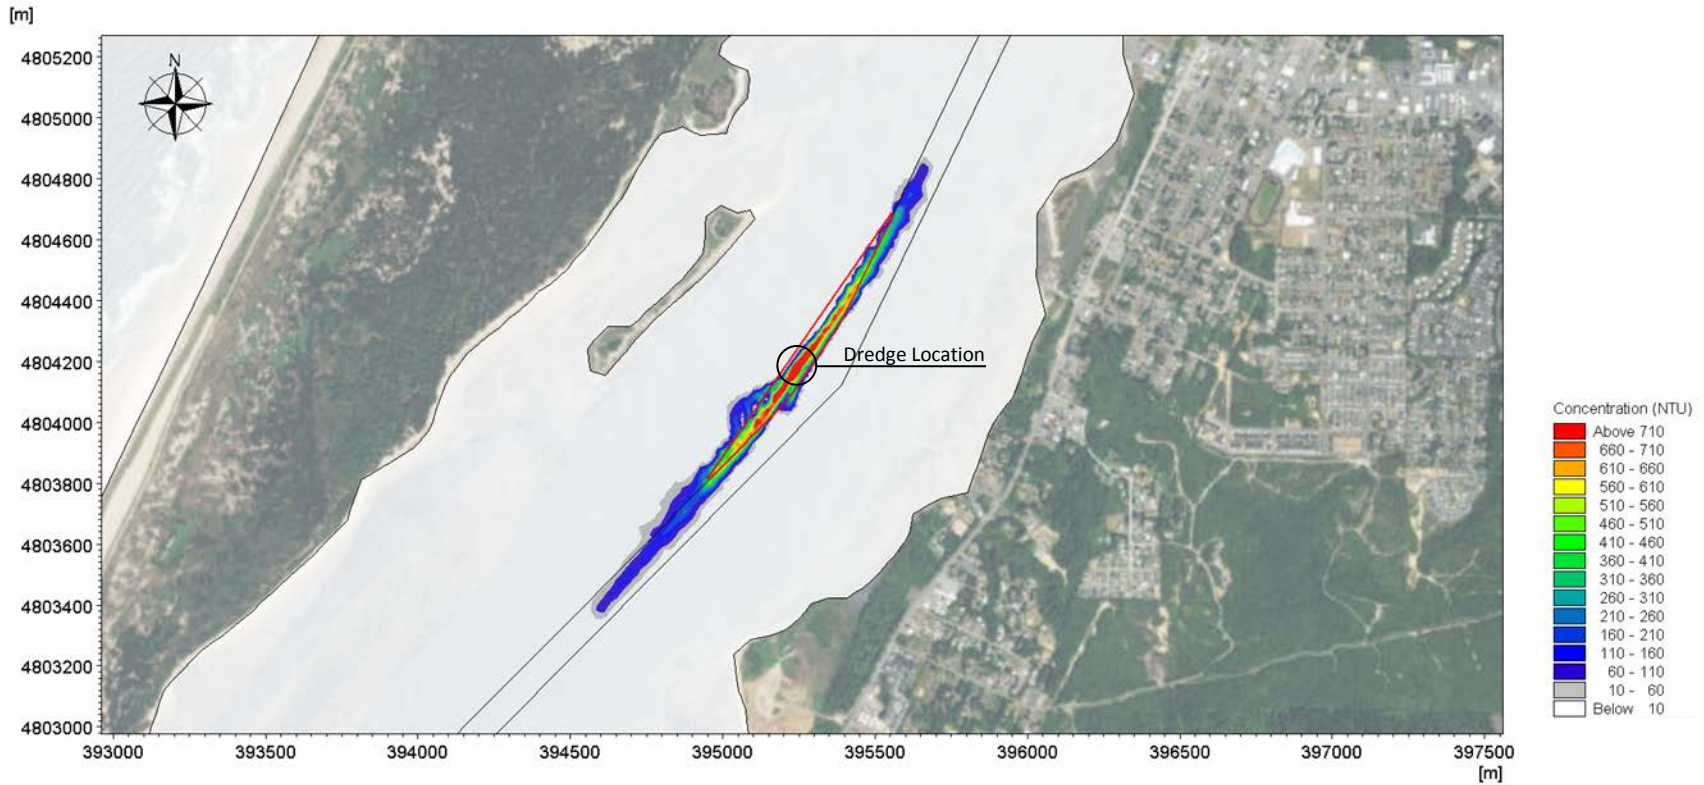 [m]
N
4805200
4805000
4804800
4804600
4804400
4804200
4804000
4803800
4803600
4803400
4803200
4803000
393000 393500 394000 394500 395000 395500 396000 396500 397000 397500
[m]
Dredge Location
Concentration (NTU)
Above 710
660 - 710
610 - 660
560 - 610
510 - 560
460 - 510
410 - 460
360 - 410
310 - 360
260 - 310
210 - 260
160 - 210
110 - 160
60 - 110
10 - 60
Below 10